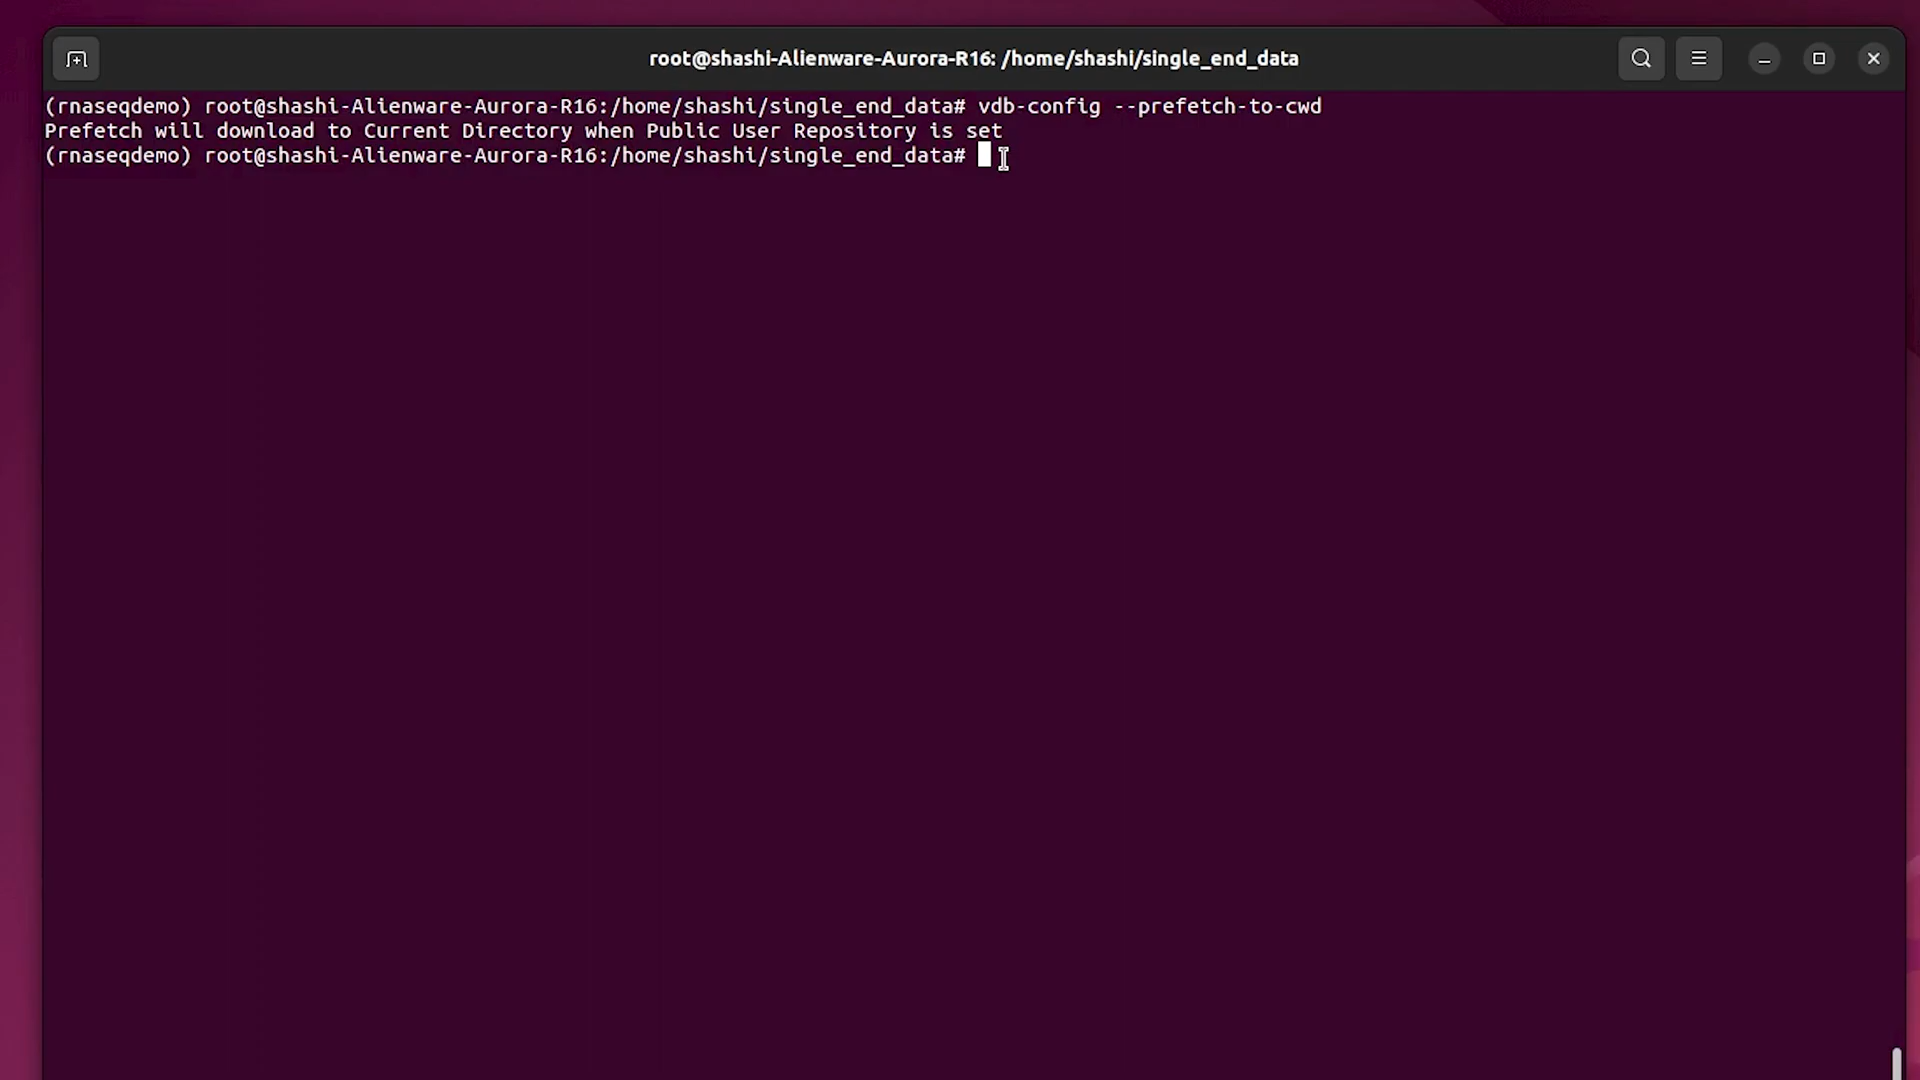 root@shashi-Alienware-Aurora-R16: /home/shashi/single_end_data
(rnaseqdemo) root@shashi-Alienware-Aurora-R16:/home/shashi/single_end_data# vdb-config --prefetch-to-cwd
Prefetch will download to Current Directory when Public User Repository is set
(rnaseqdemo) root@shashi-Alienware-Aurora-R16:/home/shashi/single_end_data#